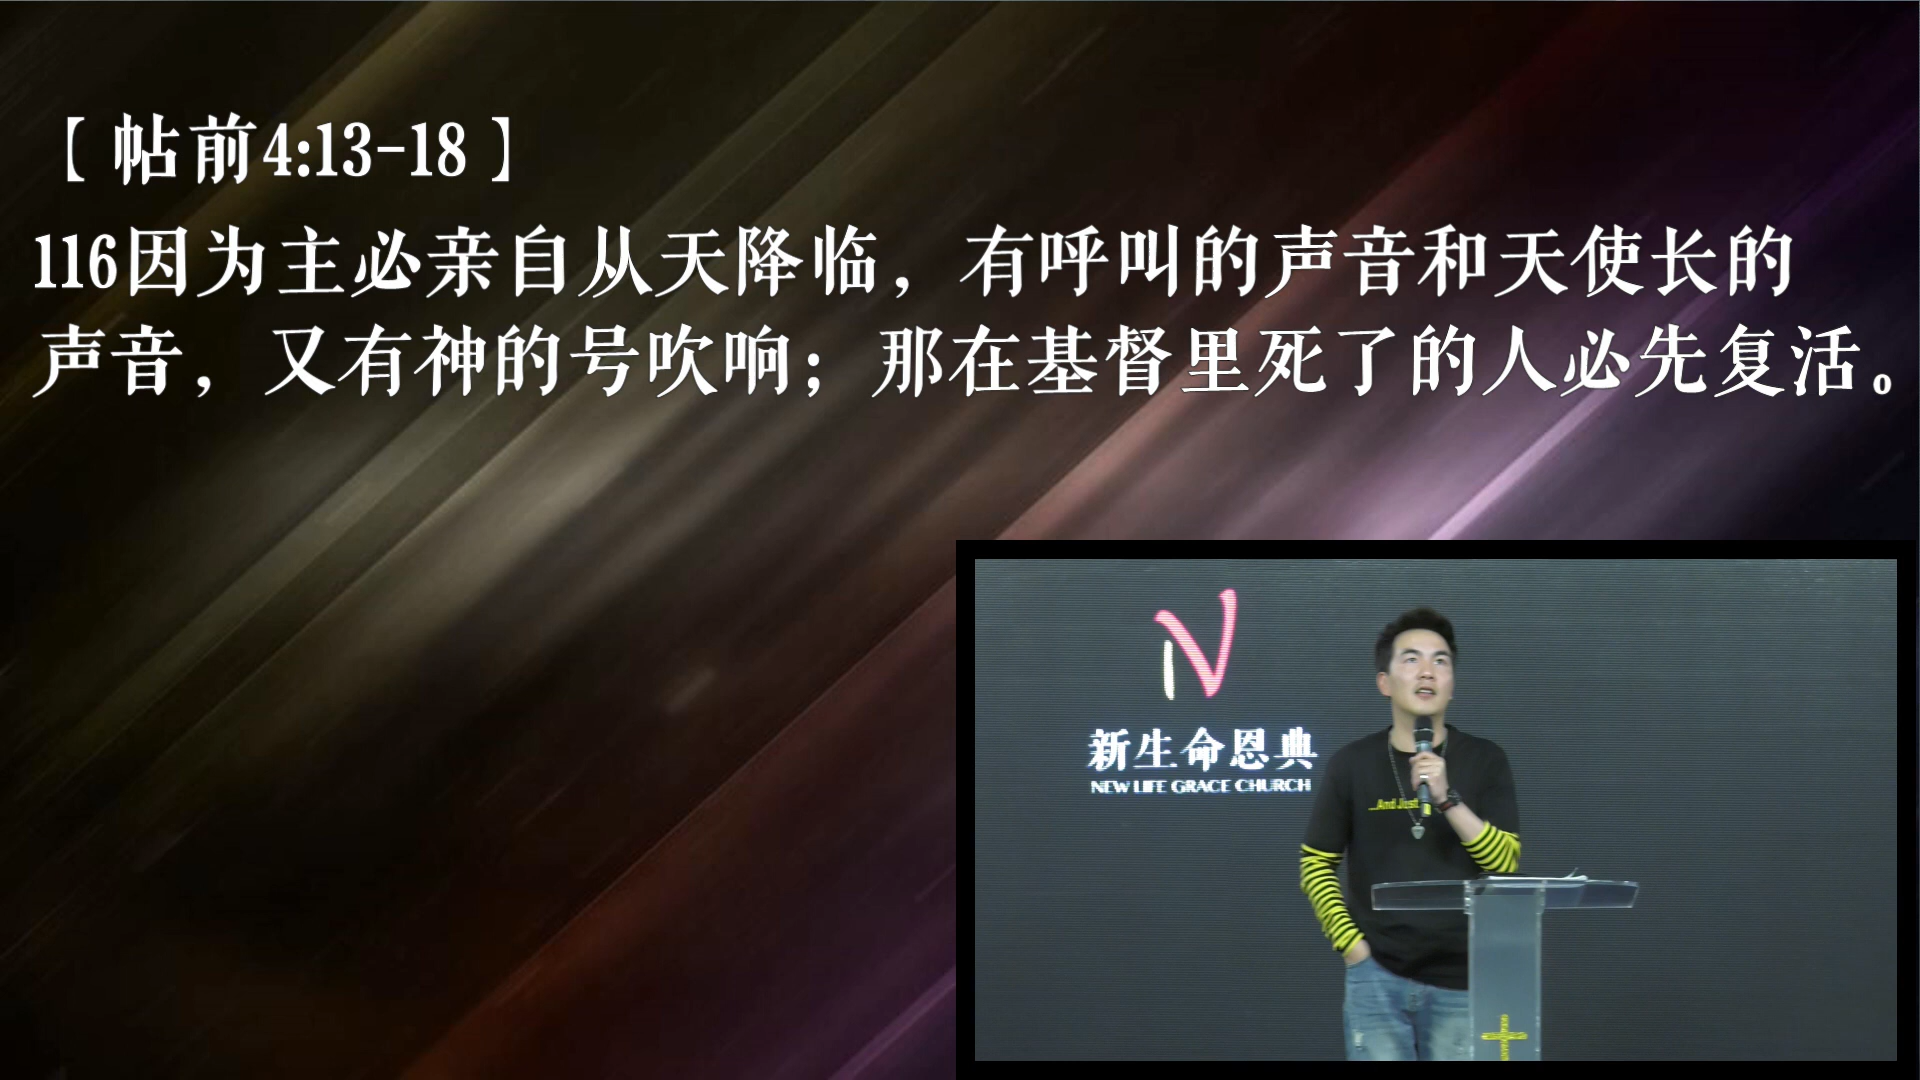 【帖前4:13-18】
116因为主必亲自从天降临，有呼叫的声音和天使长的
声音，又有神的号吹响；那在基督里死了的人必先复活。
新生命恩典
NEW LIFE GRACE CHURCH
...And Just